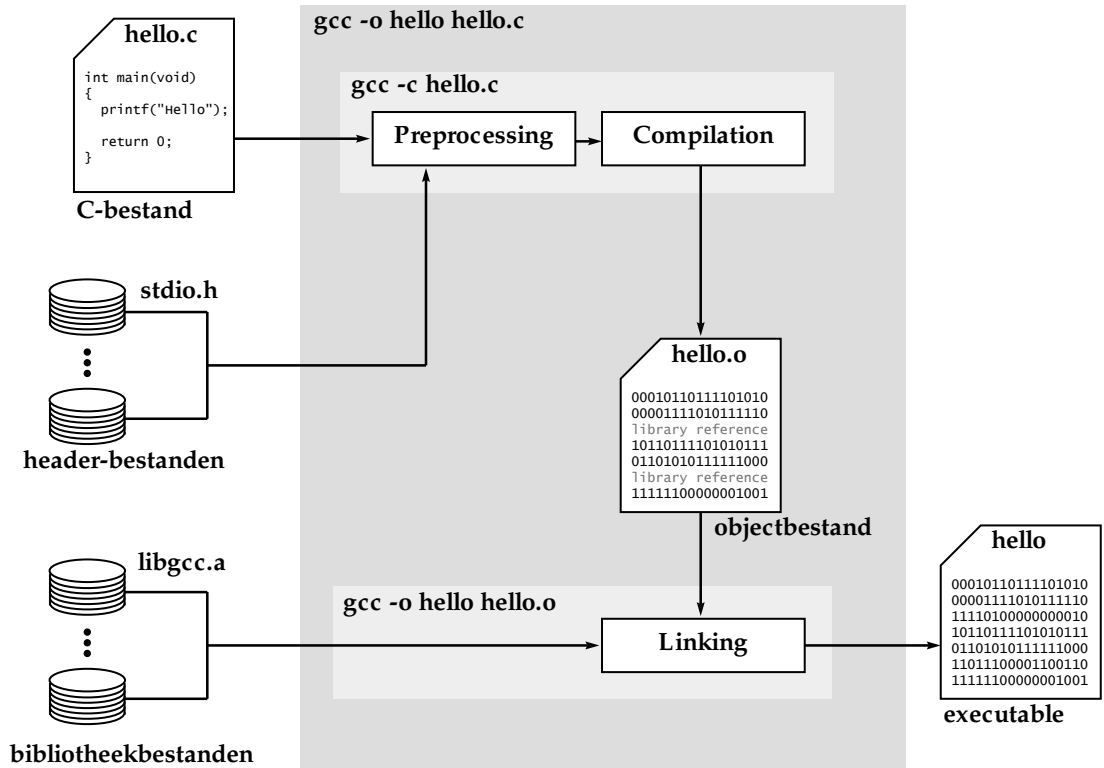 gcc -o hello hello.c
hello.c
int main(void)
{
printf("Hello");
return 0;
}
C-bestand
gcc -c hello.c
Preprocessing
Compilation
stdio.h
header-bestanden
hello.o
00010110111101010
00001111010111110
library reference
10110111101010111
01101010111111000
library reference
11111100000001001
objectbestand
libgcc.a
bibliotheekbestanden
gcc -o hello hello.o
Linking
hello
00010110111101010
00001111010111110
11110100000000010
10110111101010111
01101010111111000
11011100001100110
11111100000001001
executable